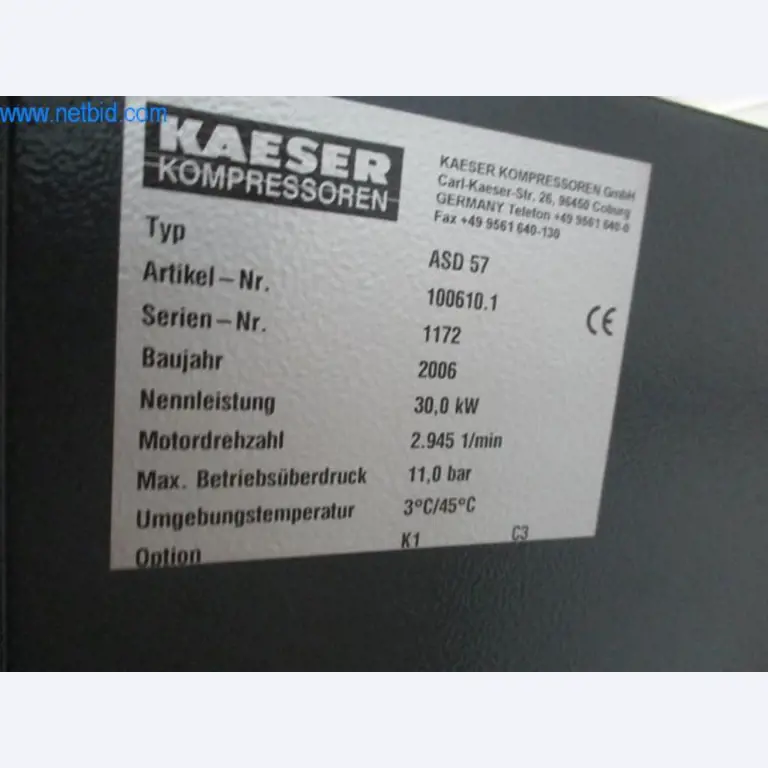 www.netbid.com
KAESER
KOMPRESSOREN
KAESER KOMPRESSOREN GmbH
Carl-Kaeser-Str. 26, 96450 Coburg
GERMANY Telefon +49 9561 640-0
Fax +49 9561 640-130
Typ ASD 57
Artikel-Nr. 100610.1
Serien-Nr. 1172
Baujahr 2006
Nennleistung 30,0 kW
Motordrehzahl 2.945 1/min
Max. Betriebsüberdruck 11,0 bar
Umgebungstemperatur 3°C/45°C
Option K1 C3
CE